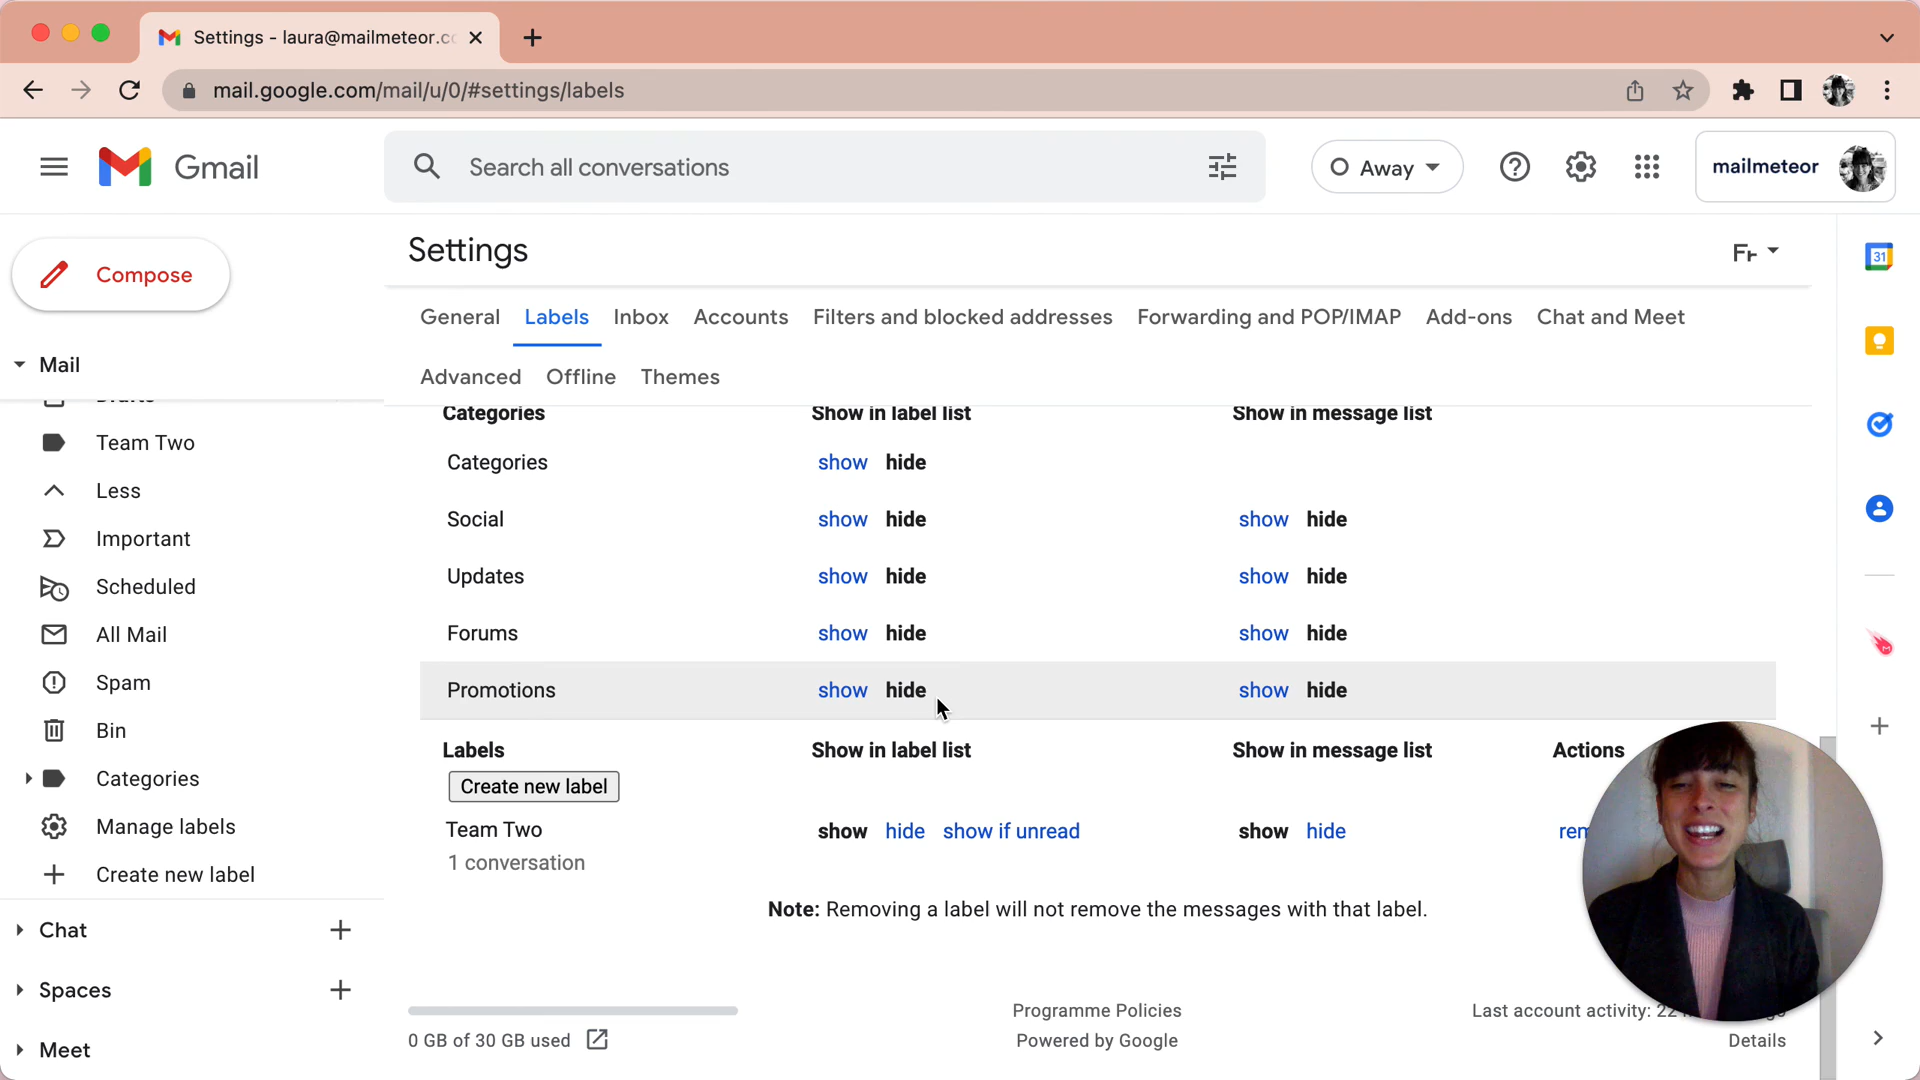 Settings - laura@mailmeteor.c
mail.google.com/mail/u/0/#settings/labels
Gmail
Search all conversations
Away
mailmeteor
Compose
Settings
Fr
31
General Labels Inbox Accounts Filters and blocked addresses Forwarding and POP/IMAP Add-ons Chat and Meet
Advanced Offline Themes
Mail
Drafts
Team Two
Less
Important
Scheduled
All Mail
Spam
Bin
Categories
Manage labels
Create new label
Chat
Spaces
Meet
Categories Show in label list Show in message list
Categories show hide
Social show hide show hide
Updates show hide show hide
Forums show hide show hide
Promotions show hide show hide
Labels Show in label list Show in message list Actions
Create new label
Team Two show hide show if unread show hide rem
1 conversation
Note: Removing a label will not remove the messages with that label.
0 GB of 30 GB used
Programme Policies
Powered by Google
Last account activity: 22
Details